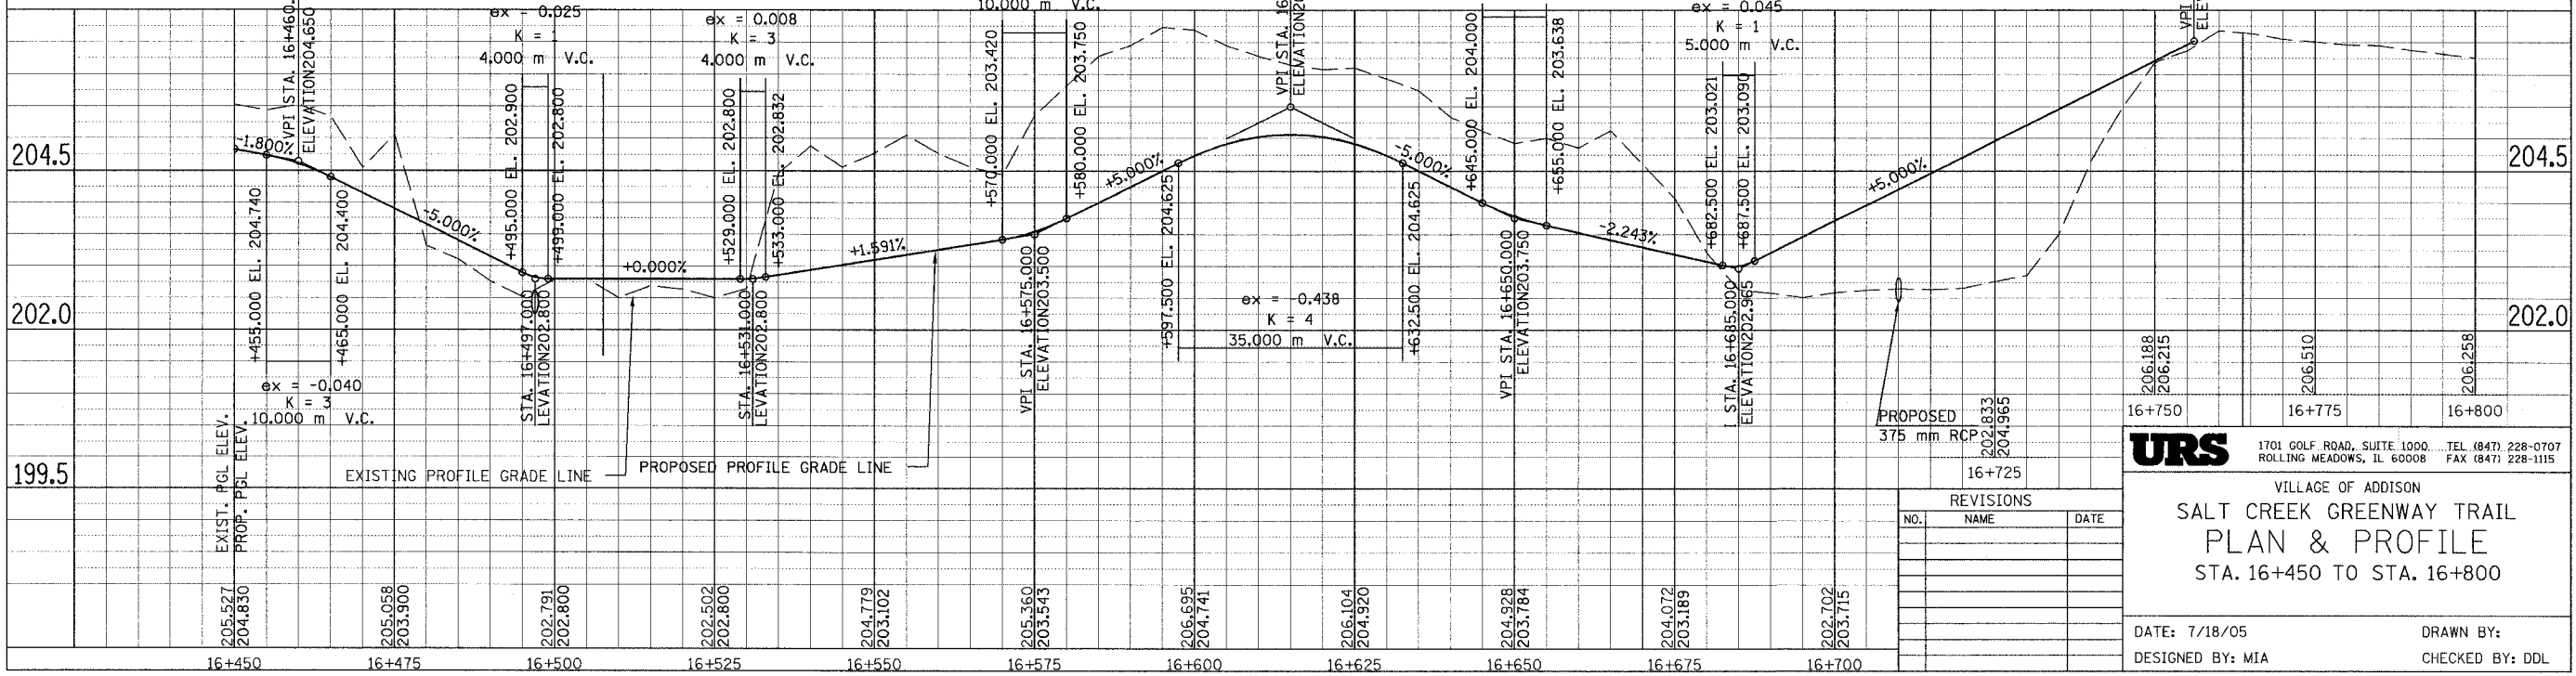 ex - 0.025
K = 1
4.000 m V.C.
ex = 0.008
K = 3
4.000 m V.C.
10.000 m V.C.
ex = 0.045
K = 1
5.000 m V.C.
VPI STA. 16+460.
ELEVATION204.650
+495.000 EL. 202.900
+499.000 EL. 202.800
+529.000 EL. 202.800
+533.000 EL. 202.832
+570.000 EL. 203.420
+580.000 EL. 203.750
VPI STA. 16
ELEVATION20
+645.000 EL. 204.000
+655.000 EL. 203.638
+682.500 EL. 203.021
+687.500 EL. 203.090
VPI
ELE
204.5
204.5
-1.800%
-5.000%
+0.000%
+1.591%
+5.000%
-5.000%
-2.243%
+5.000%
202.0
202.0
+455.000 EL. 204.740
+465.000 EL. 204.400
ex = -0.040
K = 3
10.000 m V.C.
STA. 16+497.000
LEVATION202.800
STA. 16+531.000
LEVATION202.800
VPI STA. 16+575.000
ELEVATION203.500
+597.500 EL. 204.625
+632.500 EL. 204.625
ex = -0.438
K = 4
35.000 m V.C.
VPI STA. 16+650.000
ELEVATION203.750
I STA. 16+685.000
ELEVATION202.965
PROPOSED
375 mm RCP
202.833
204.965
16+725
206.188
206.215
16+750
206.510
16+775
206.258
16+800
199.5
EXIST. PGL ELEV.
PROP. PGL ELEV.
EXISTING PROFILE GRADE LINE
PROPOSED PROFILE GRADE LINE
205.527
204.830
205.058
203.900
202.791
202.800
202.502
202.800
204.779
203.102
205.360
203.543
206.695
204.741
206.104
204.920
204.928
203.784
204.072
203.189
202.702
203.715
16+450
16+475
16+500
16+525
16+550
16+575
16+600
16+625
16+650
16+675
16+700
REVISIONS
NO. NAME DATE
URS
1701 GOLF ROAD, SUITE 1000 TEL (847) 228-0707
ROLLING MEADOWS, IL 60008 FAX (847) 228-1115
VILLAGE OF ADDISON
SALT CREEK GREENWAY TRAIL
PLAN & PROFILE
STA. 16+450 TO STA. 16+800
DATE: 7/18/05 DRAWN BY:
DESIGNED BY: MIA CHECKED BY: DDL